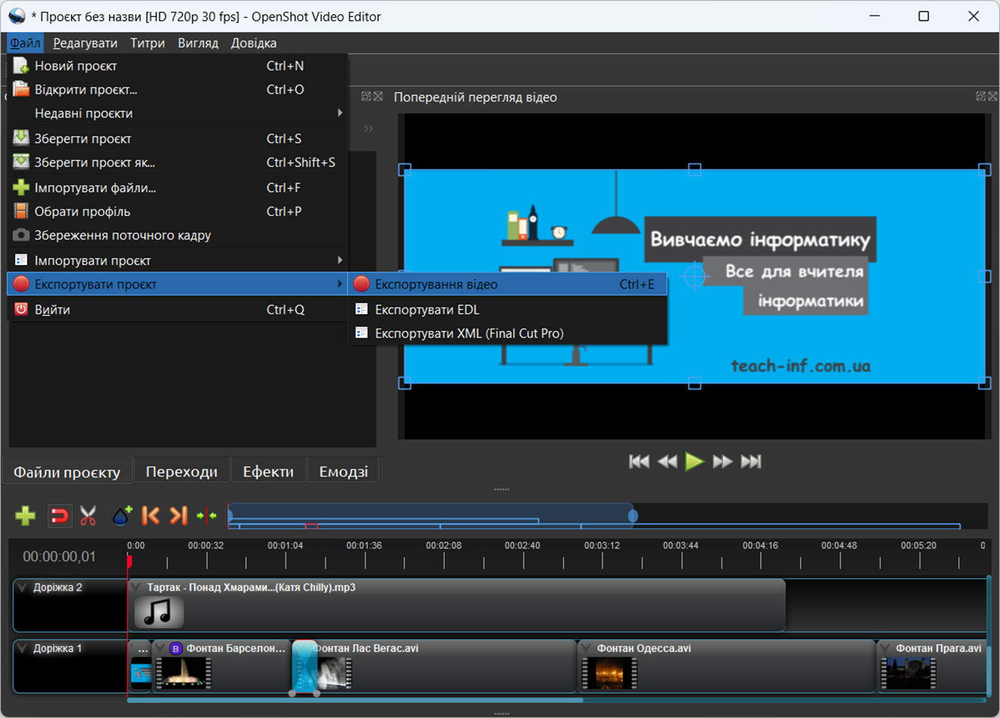 * Проєкт без назви [HD 720p 30 fps] - OpenShot Video Editor
Файл Редагувати Титри Вигляд Довідка
Новий проєкт Ctrl+N
Відкрити проєкт... Ctrl+O
Недавні проєкти
Зберегти проєкт Ctrl+S
Зберегти проєкт як... Ctrl+Shift+S
Імпортувати файли... Ctrl+F
Обрати профіль Ctrl+P
Збереження поточного кадру
Імпортувати проєкт
Експортувати проєкт
Вийти Ctrl+Q
Експортування відео Ctrl+E
Експортувати EDL
Експортувати XML (Final Cut Pro)
Попередній перегляд відео
Вивчаємо інформатику
Все для вчителя
інформатики
teach-inf.com.ua
Файли проєкту Переходи Ефекти Емодзі
00:00:00,01
0:00 00:00:32 00:01:04 00:01:36 00:02:08 00:02:40 00:03:12 00:03:44 00:04:16 00:04:48 00:05:20 0
Доріжка 2
Тартак - Понад Хмарами...(Катя Chilly).mp3
Доріжка 1
...
B Фонтан Барселон...
Фонтан Лас Вегас.avi
Фонтан Одесса.avi
Фонтан Прага.avi